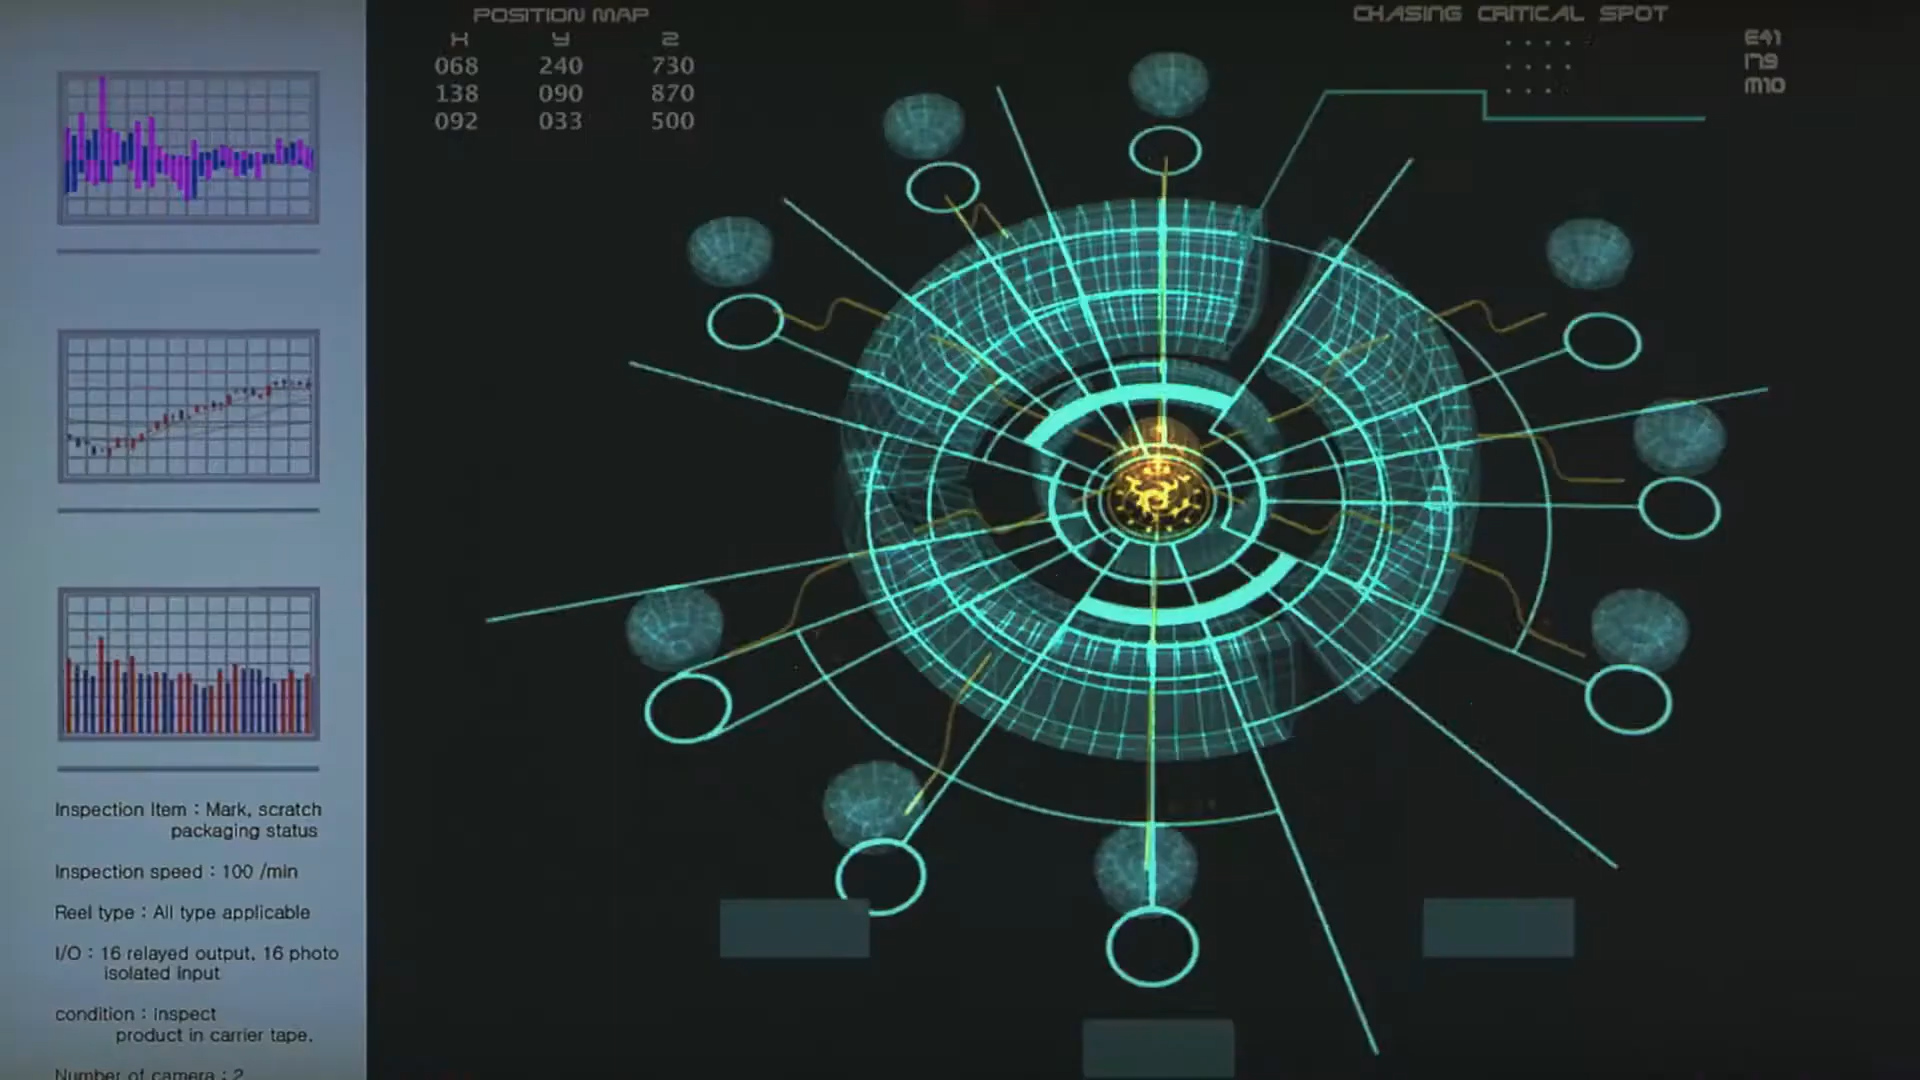 POSITION MAP
X Y Z
068 240 730
138 090 870
092 033 500
CHASING CRITICAL SPOT
E41
M10
Inspection Item : Mark, scratch
packaging status
Inspection speed : 100 /min
Reel type : All type applicable
I/O : 16 relayed output, 16 photo
isolated input
condition : inspect
product in carrier tape.
Number of camera : 2